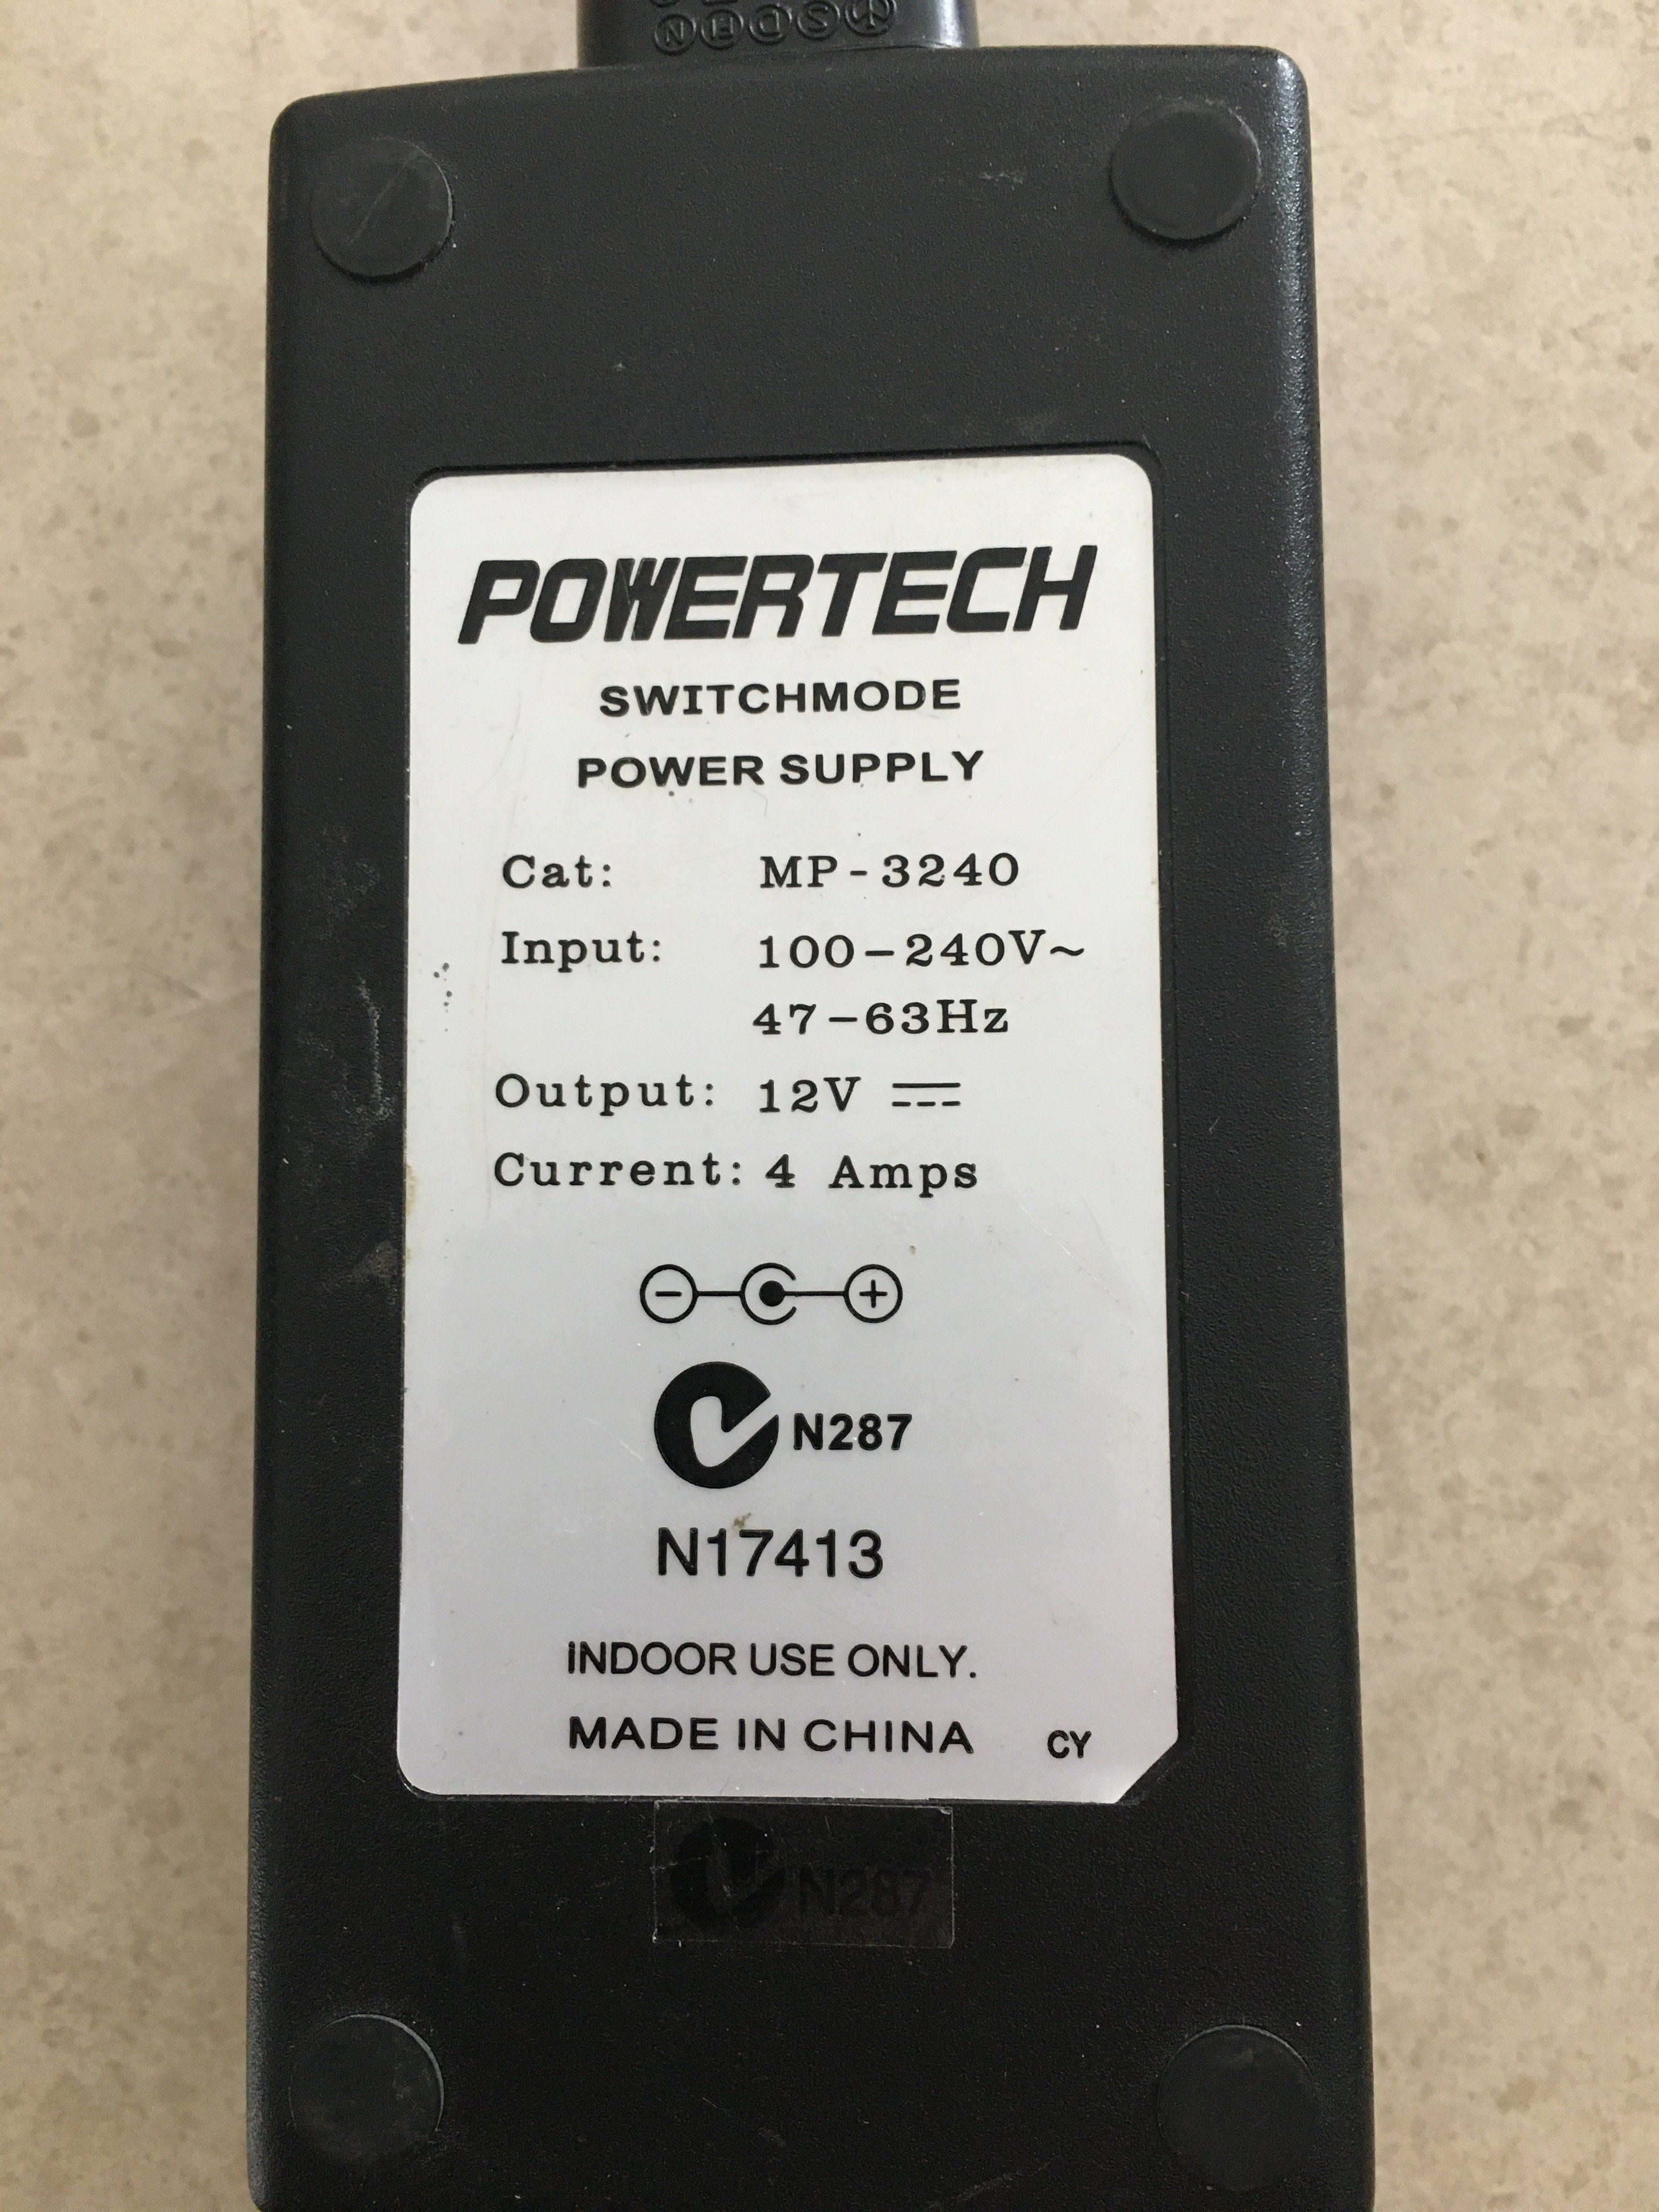 POWERTECH
SWITCHMODE
POWER SUPPLY
Cat: MP-3240
Input: 100-240V~
47-63Hz
Output: 12V ⎓
Current: 4 Amps
N287
N17413
INDOOR USE ONLY.
MADE IN CHINA CY
N287